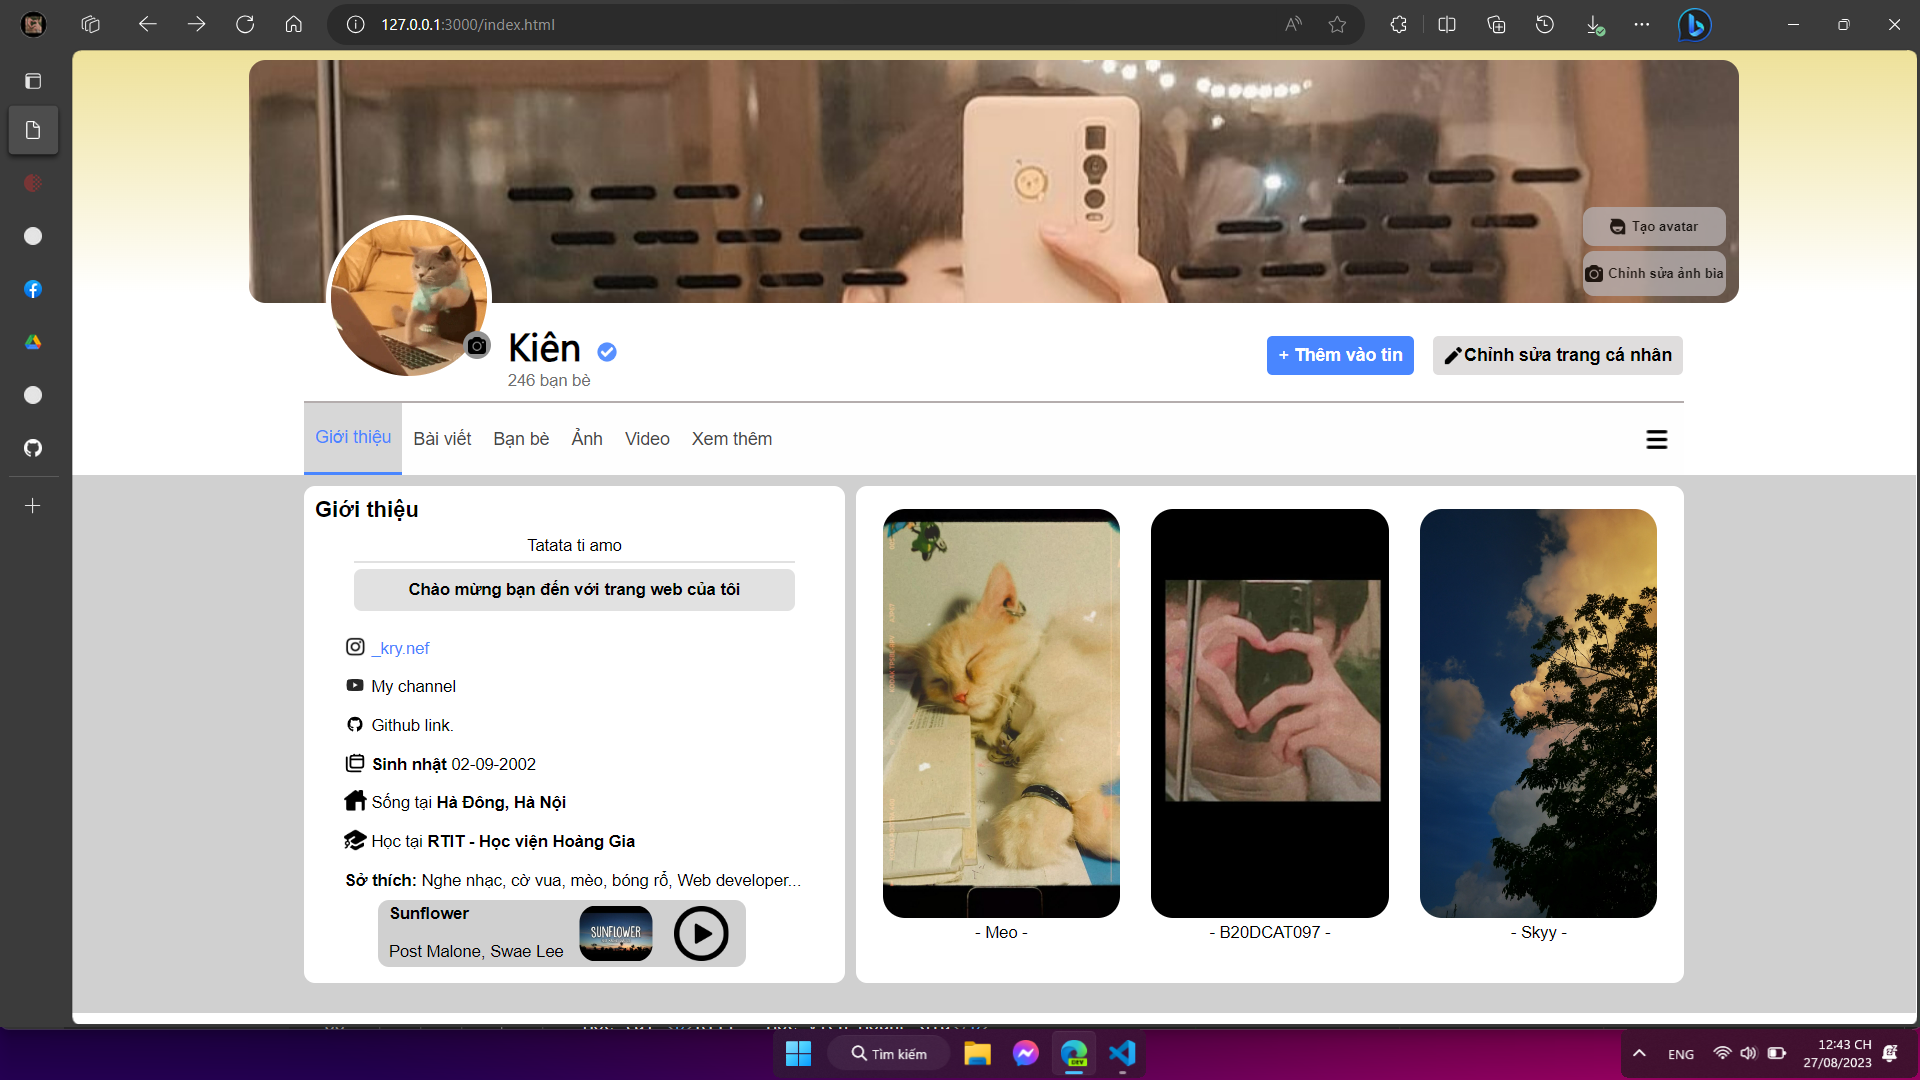 127.0.0.1:3000/index.html
Tạo avatar
Chỉnh sửa ảnh bìa
Kiên
246 bạn bè
+ Thêm vào tin
Chỉnh sửa trang cá nhân
Giới thiệu
Bài viết
Bạn bè
Ảnh
Video
Xem thêm
Giới thiệu
Tatata ti amo
Chào mừng bạn đến với trang web của tôi
_kry.nef
My channel
Github link.
Sinh nhật 02-09-2002
Sống tại Hà Đông, Hà Nội
Học tại RTIT - Học viện Hoàng Gia
Sở thích: Nghe nhạc, cờ vua, mèo, bóng rổ, Web developer...
Sunflower
Post Malone, Swae Lee
SUNFLOWER
- Meo -
- B20DCAT097 -
- Skyy -
Tìm kiếm
DEV
ENG
12:43 CH
27/08/2023